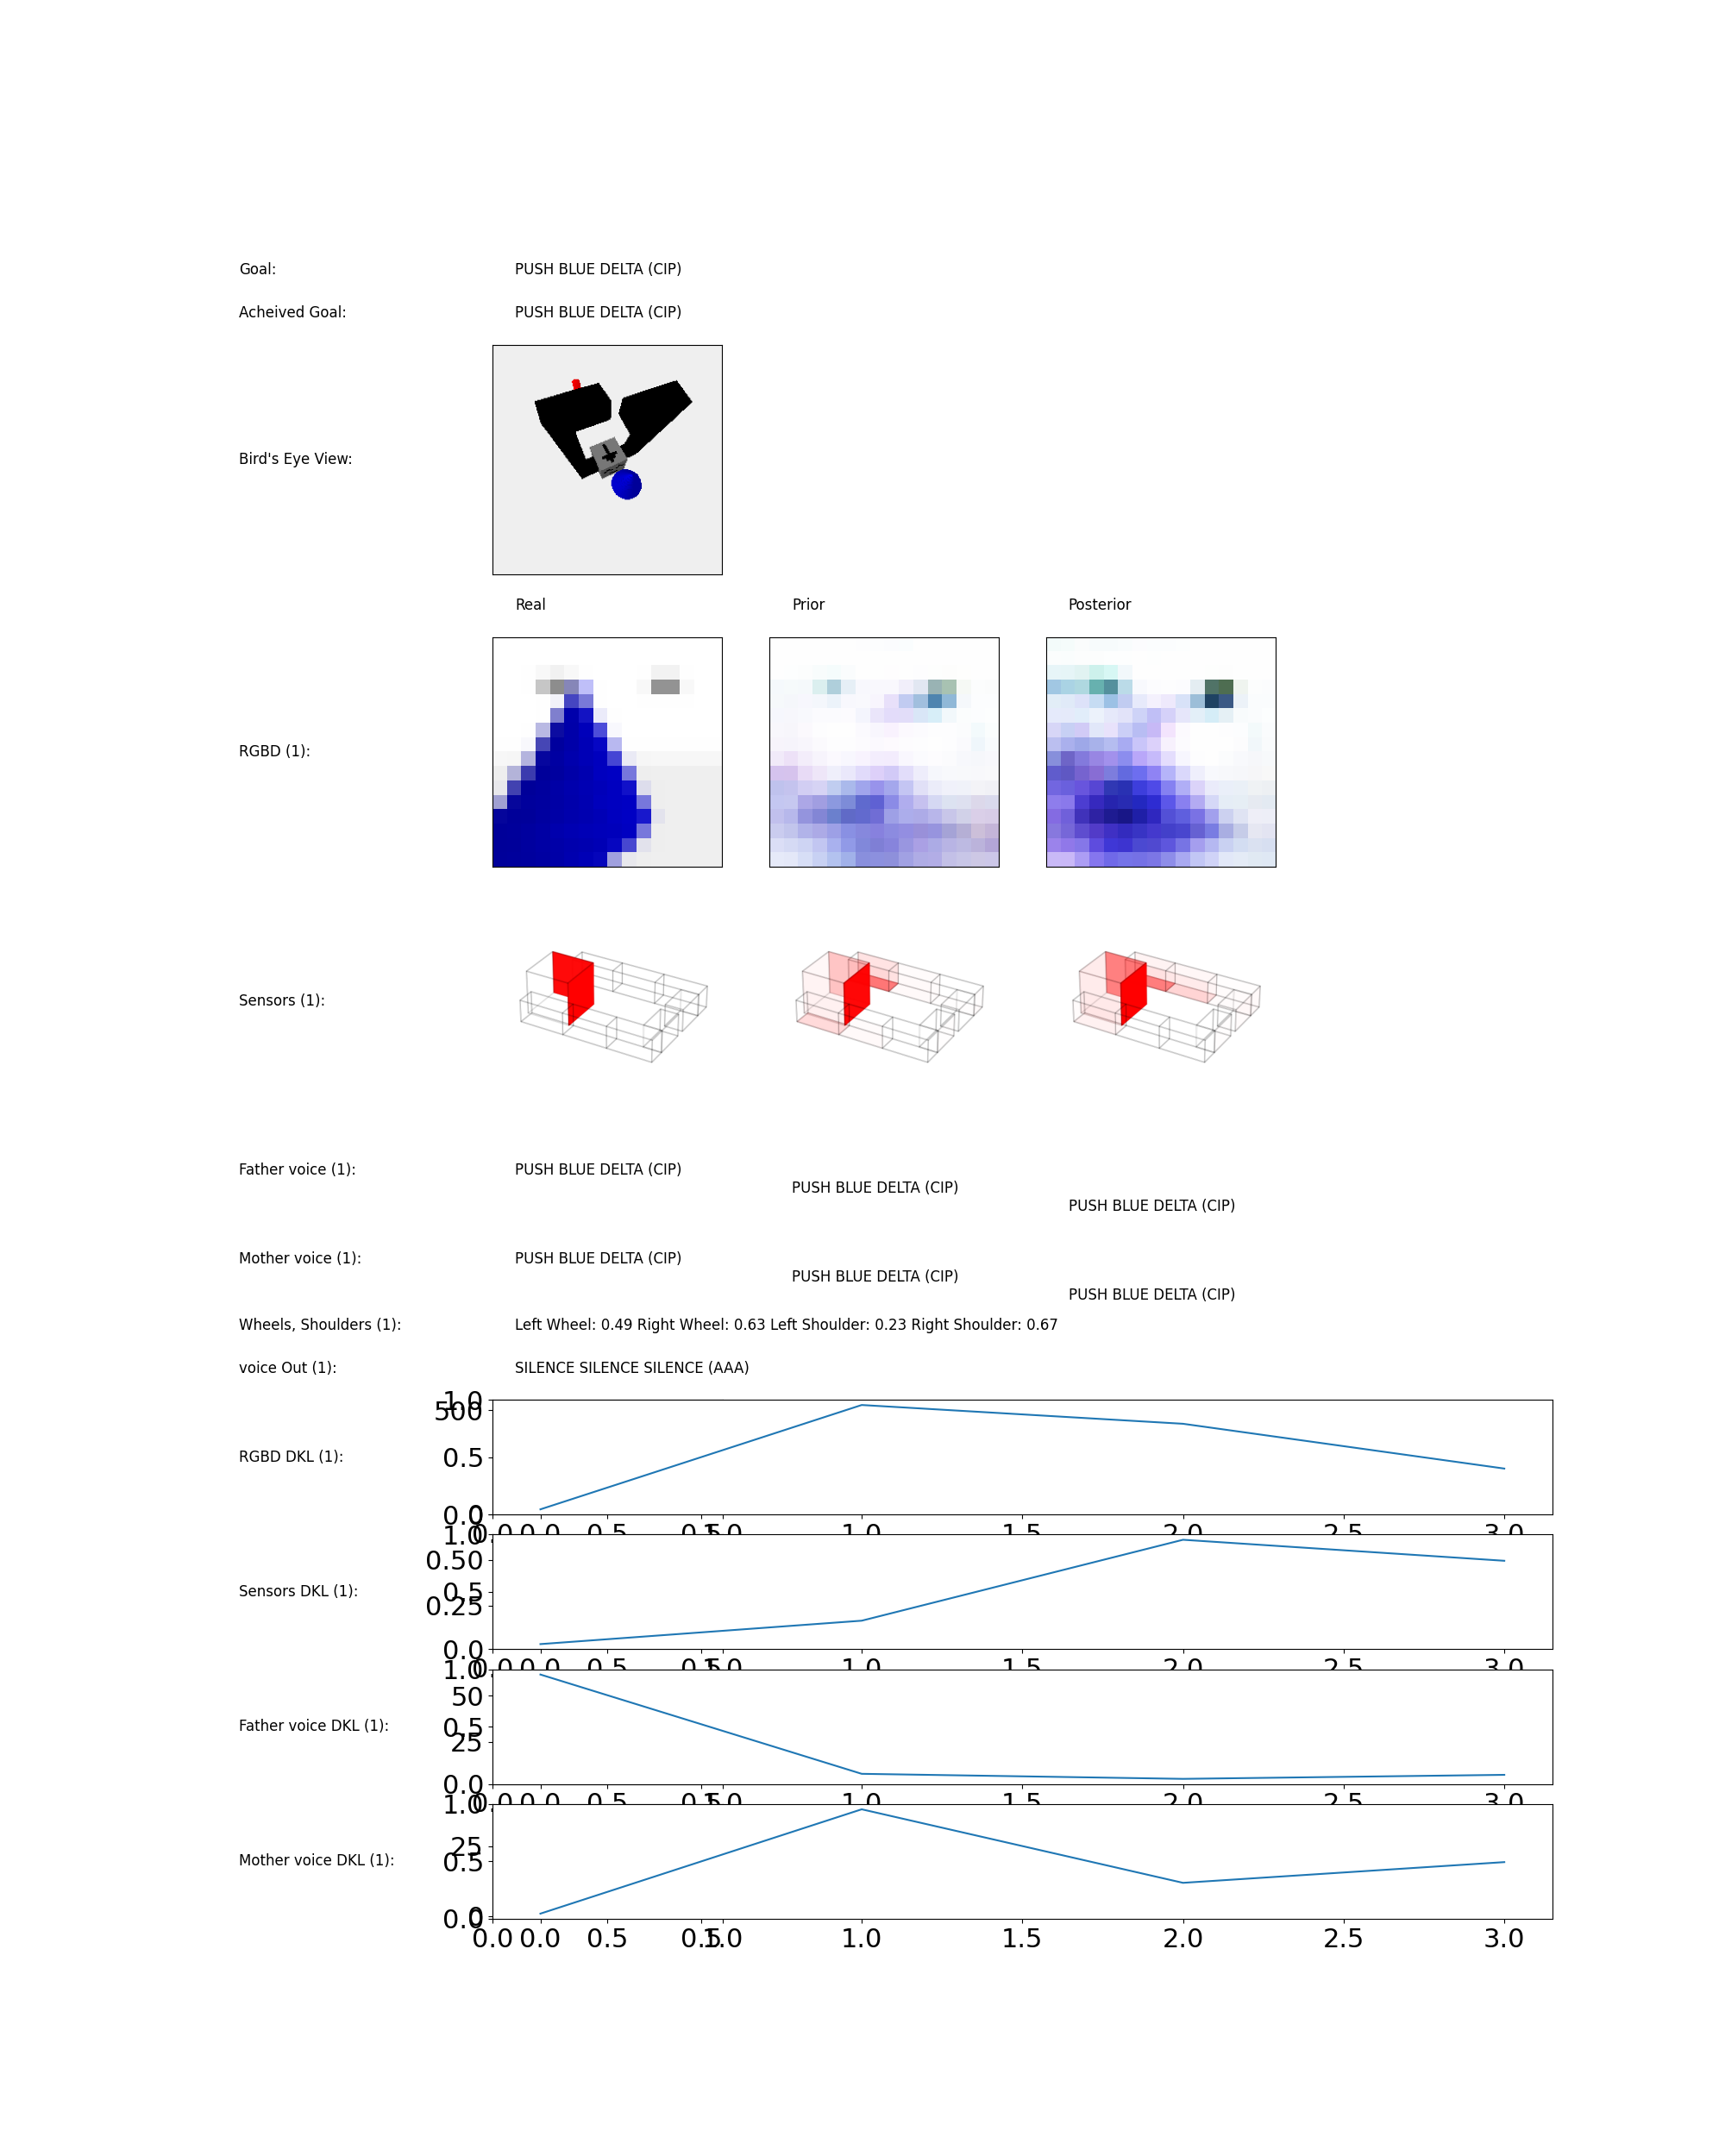 Goal: PUSH BLUE DELTA (CIP)
Acheived Goal: PUSH BLUE DELTA (CIP)
Bird's Eye View:
Real Prior Posterior
RGBD (1):
Sensors (1):
Father voice (1): PUSH BLUE DELTA (CIP)
PUSH BLUE DELTA (CIP)
PUSH BLUE DELTA (CIP)
Mother voice (1): PUSH BLUE DELTA (CIP)
PUSH BLUE DELTA (CIP)
PUSH BLUE DELTA (CIP)
Wheels, Shoulders (1): Left Wheel: 0.49 Right Wheel: 0.63 Left Shoulder: 0.23 Right Shoulder: 0.67
voice Out (1): SILENCE SILENCE SILENCE (AAA)
1.0
500
RGBD DKL (1): 0.5
0.0 0
0.0 0.0 0.5 0.5 1.0 1.0 1.5 2.0 2.5 3.0
1.0
0.50
Sensors DKL (1): 0.5
0.25
0.0
0.0 0.0 0.5 0.5 1.0 1.0 1.5 2.0 2.5 3.0
1.0
50
Father voice DKL (1): 0.5
25
0.0
0.0 0.0 0.5 0.5 1.0 1.0 1.5 2.0 2.5 3.0
1.0
25
Mother voice DKL (1): 0.5
0.0 0
0.0 0.0 0.5 0.5 1.0 1.0 1.5 2.0 2.5 3.0